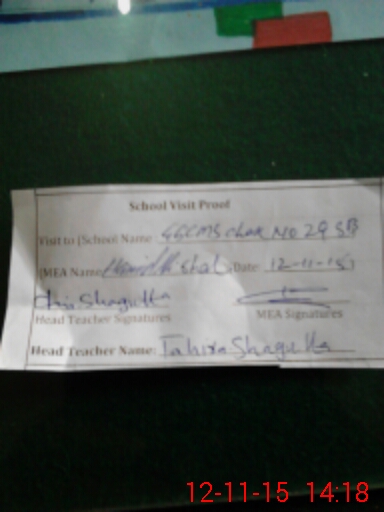 School Visit Proof
Visit to (School Name GGCMS Chak No 29 SB
(MEA Name) Date: 12-11-15)
Shagufta
Head Teacher Signatures MEA Signatures
Head Teacher Name: Tahira Shagufta
12-11-15 14:18